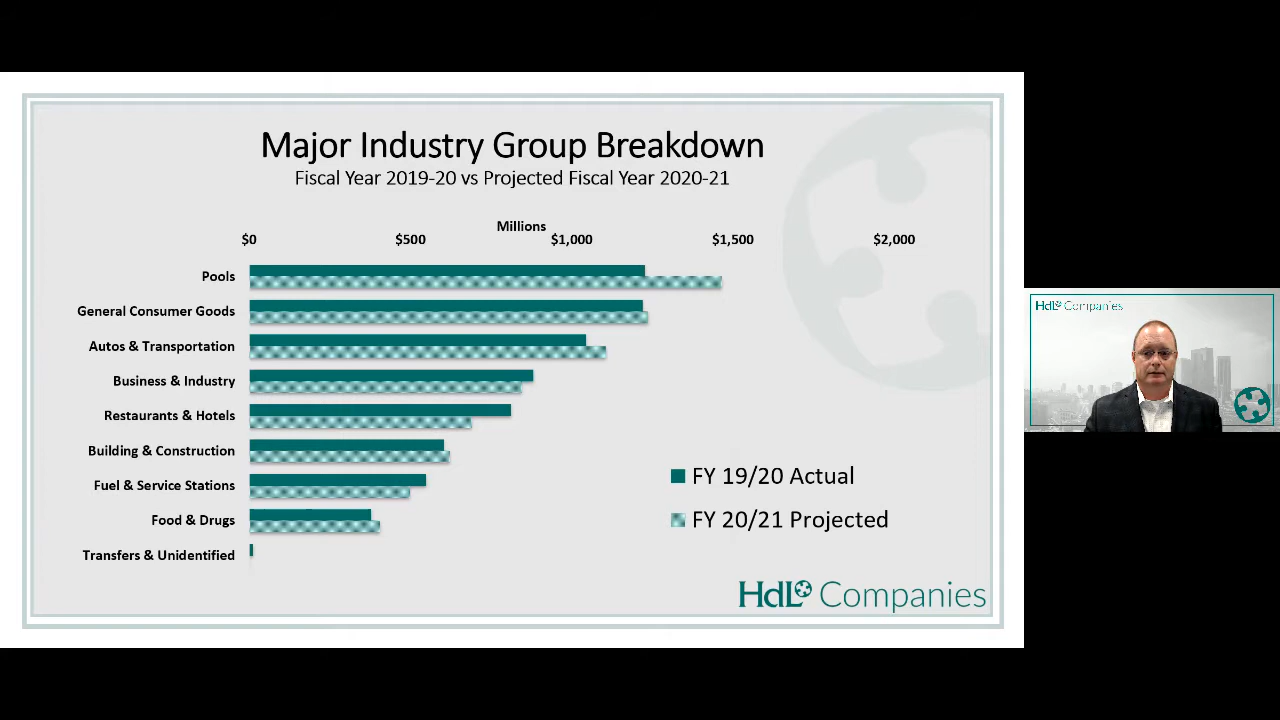 Major Industry Group Breakdown
Fiscal Year 2019-20 vs Projected Fiscal Year 2020-21
Millions
$0 $500 $1,000 $1,500 $2,000
Pools
General Consumer Goods
Autos & Transportation
Business & Industry
Restaurants & Hotels
Building & Construction
Fuel & Service Stations
Food & Drugs
Transfers & Unidentified
FY 19/20 Actual
FY 20/21 Projected
HdL Companies
HdL Companies